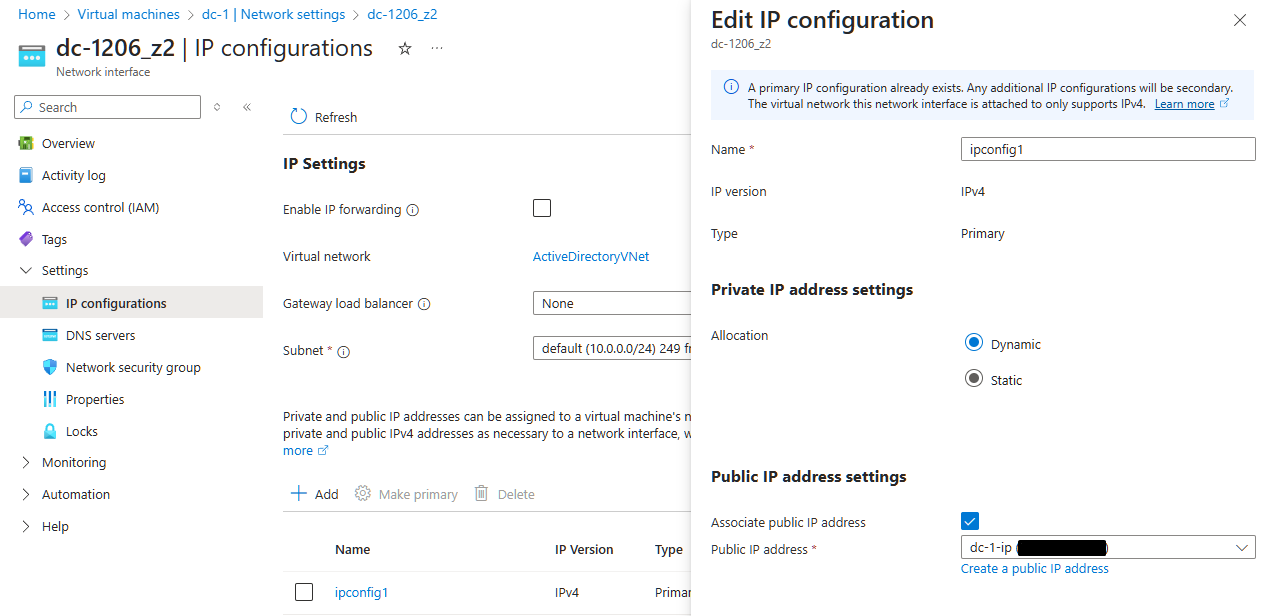 Home > Virtual machines > dc-1 | Network settings > dc-1206_z2
dc-1206_z2 | IP configurations
Network interface
Search
Overview
Activity log
Access control (IAM)
Tags
Settings
IP configurations
DNS servers
Network security group
Properties
Locks
Monitoring
Automation
Help
Refresh
IP Settings
Enable IP forwarding
Virtual network
ActiveDirectoryVNet
Gateway load balancer
None
Subnet *
default (10.0.0.0/24) 249 fr
Private and public IP addresses can be assigned to a virtual machine's n
private and public IPv4 addresses as necessary to a network interface, w
more
Add Make primary Delete
Name IP Version Type
ipconfig1 IPv4 Primar
Edit IP configuration
dc-1206_z2
A primary IP configuration already exists. Any additional IP configurations will be secondary.
The virtual network this network interface is attached to only supports IPv4. Learn more
Name * ipconfig1
IP version IPv4
Type Primary
Private IP address settings
Allocation
Dynamic
Static
Public IP address settings
Associate public IP address
Public IP address * dc-1-ip ( )
Create a public IP address